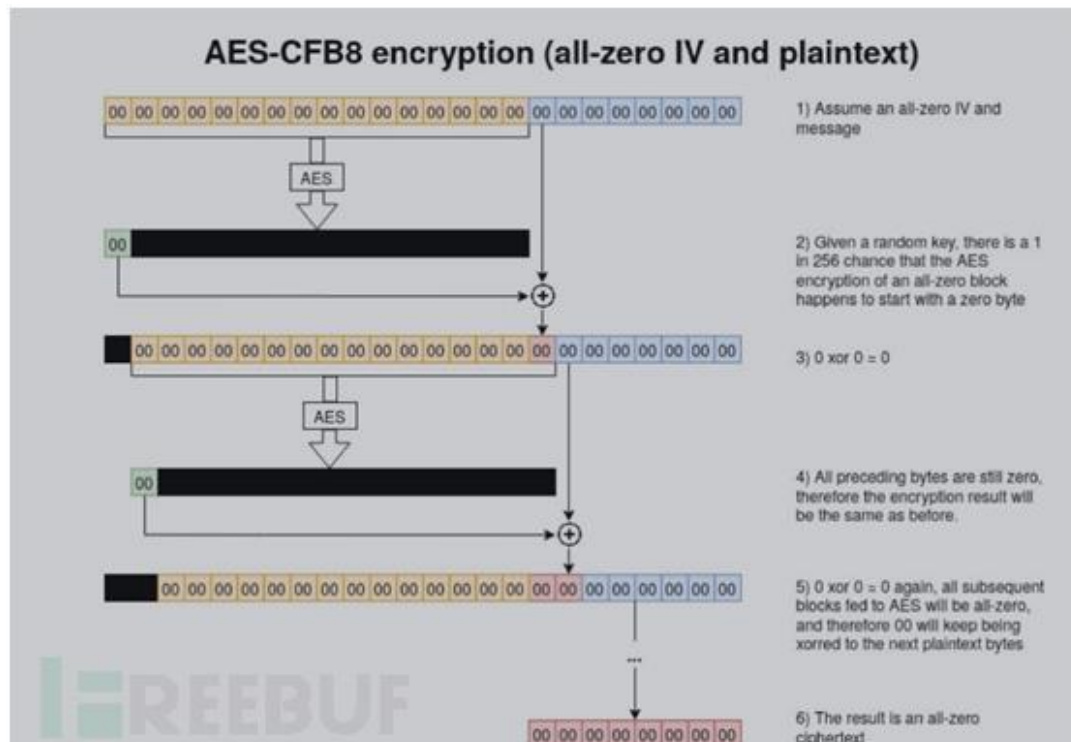 AES-CFB8 encryption (all-zero IV and plaintext)
00 00 00 00 00 00 00 00 00 00 00 00 00 00 00 00 00 00 00 00 00 00 00 00
1) Assume an all-zero IV and
message
AES
00
2) Given a random key, there is a 1
in 256 chance that the AES
encryption of an all-zero block
happens to start with a zero byte
00 00 00 00 00 00 00 00 00 00 00 00 00 00 00 00 00 00 00 00 00 00 00
3) 0 xor 0 = 0
AES
00
4) All preceding bytes are still zero,
therefore the encryption result will
be the same as before.
00 00 00 00 00 00 00 00 00 00 00 00 00 00 00 00 00 00 00 00 00 00
5) 0 xor 0 = 0 again, all subsequent
blocks fed to AES will be all-zero,
and therefore 00 will keep being
xorred to the next plaintext bytes
...
FREEBUF
00 00 00 00 00 00 00 00
6) The result is an all-zero
ciphertext